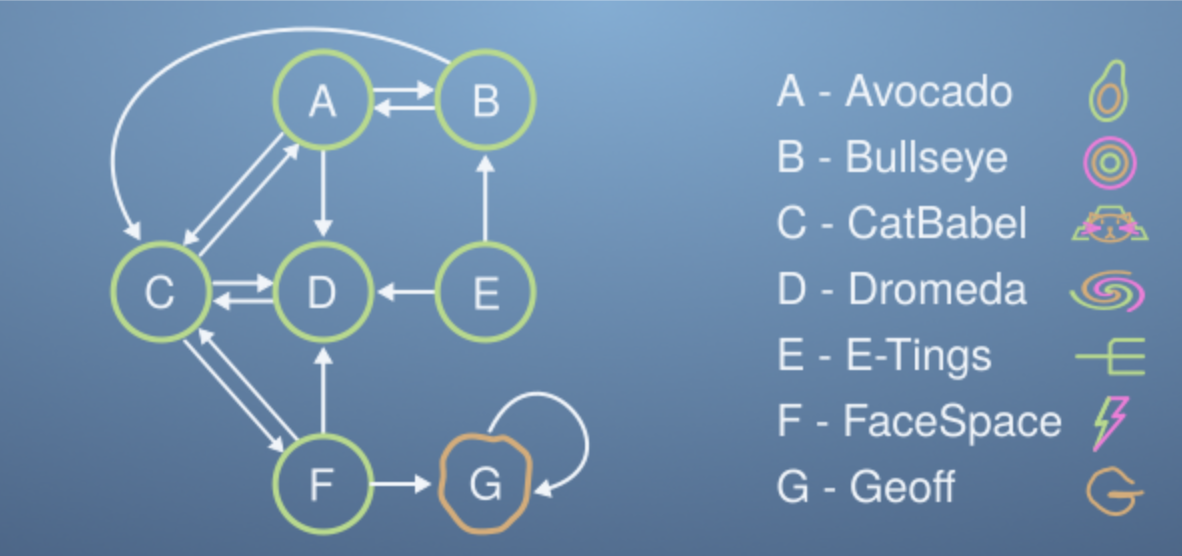 A
B
C
D
E
F
G
A - Avocado
B - Bullseye
C - CatBabel
D - Dromeda
E - E-Tings
F - FaceSpace
G - Geoff